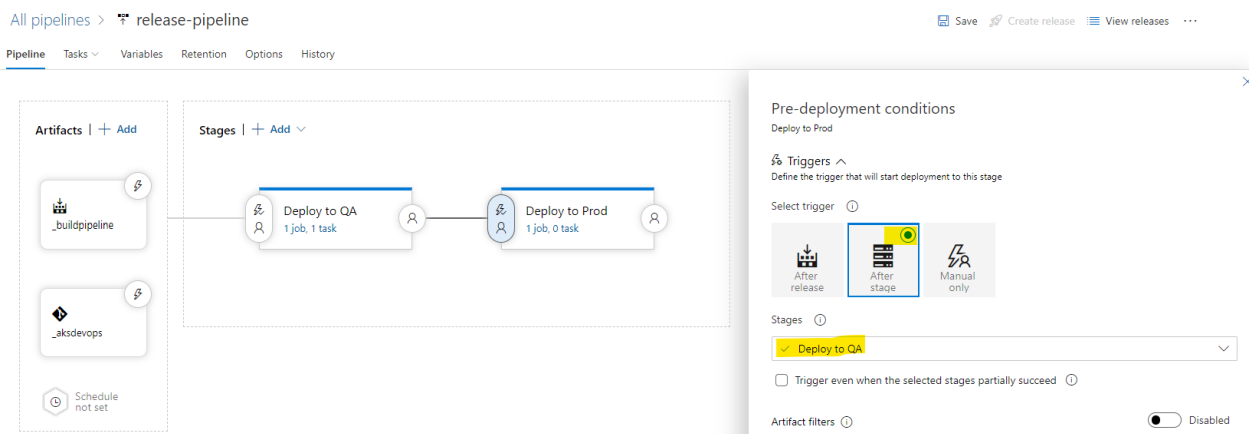 All pipelines > release-pipeline
Save Create release View releases ...
Pipeline Tasks Variables Retention Options History
Artifacts | + Add
Stages | + Add
_buildpipeline
_aksdevops
Schedule
not set
Deploy to QA
1 job, 1 task
Deploy to Prod
1 job, 0 task
Pre-deployment conditions
Deploy to Prod
Triggers
Define the trigger that will start deployment to this stage
Select trigger
After
release
After
stage
Manual
only
Stages
Deploy to QA
Trigger even when the selected stages partially succeed
Artifact filters
Disabled